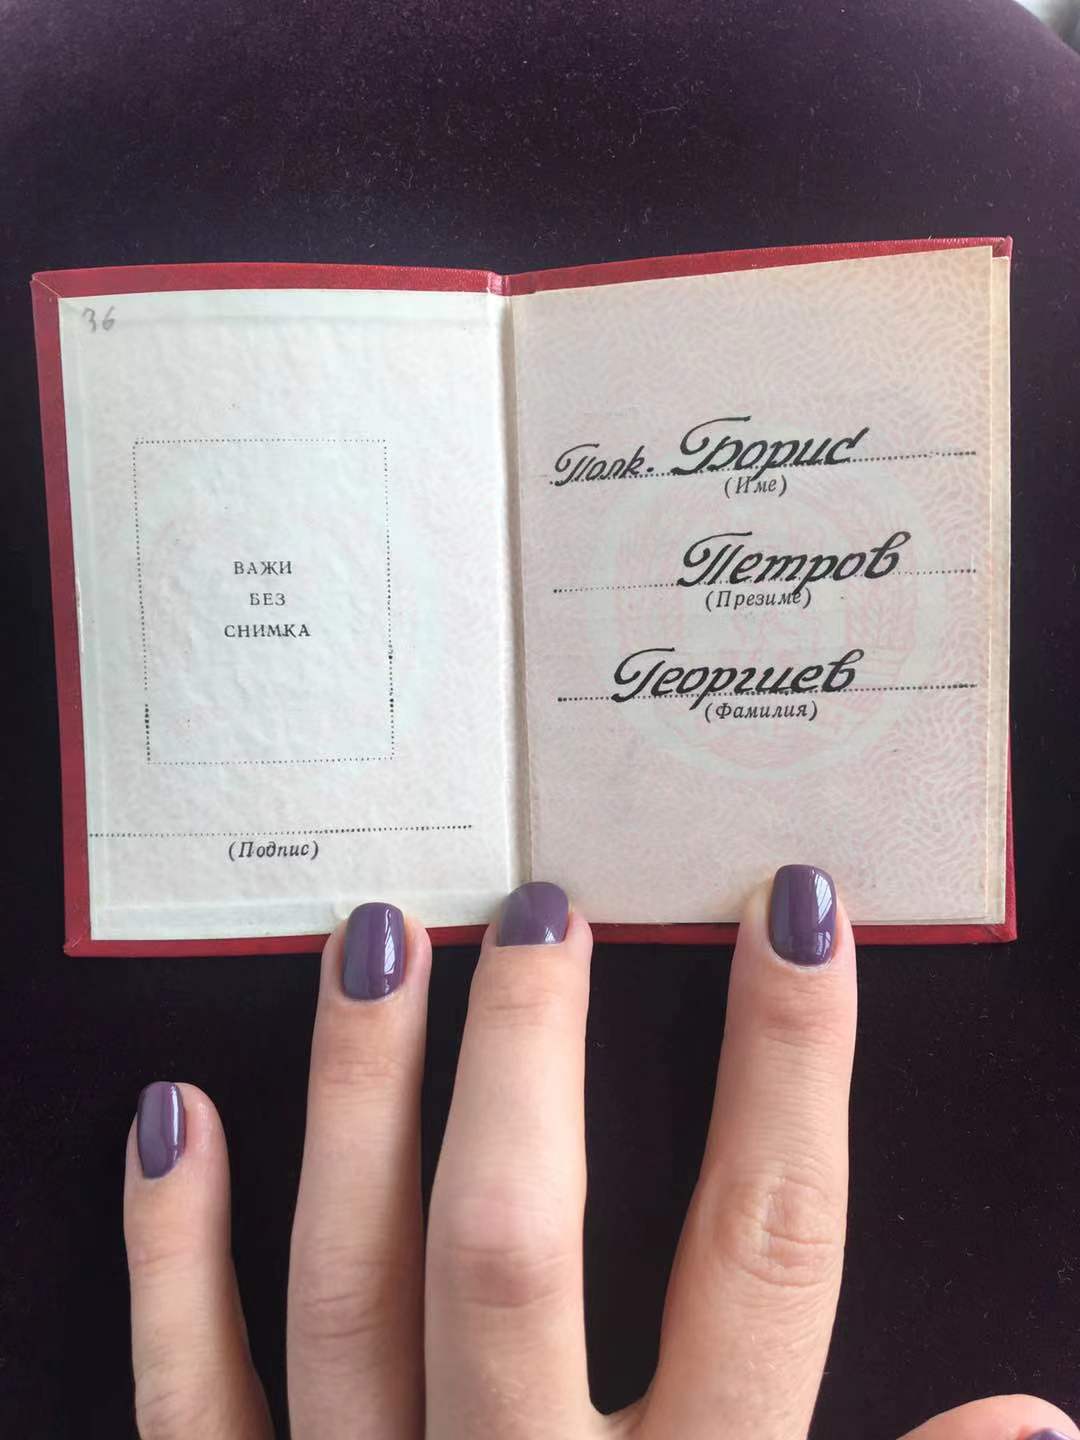 36
ВАЖИ
БЕЗ
СНИМКА
(Подпис)
Полк. Борис
(Име)
Петров
(Презиме)
Георгиев
(Фамилия)